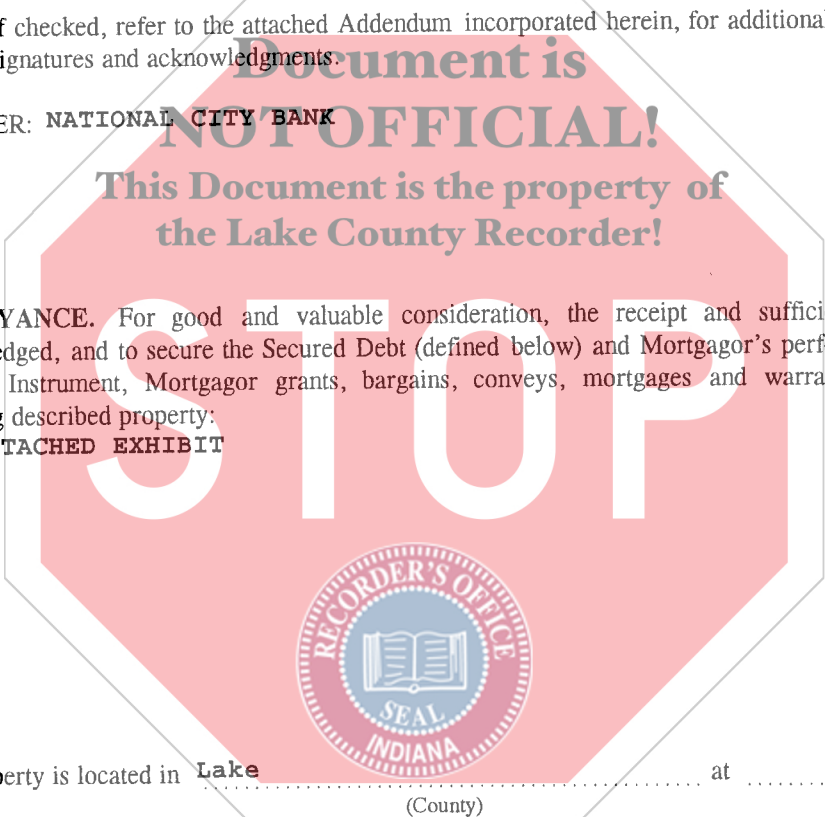 f checked, refer to the attached Addendum incorporated herein, for additional
ignatures and acknowledgments.
Document is
ER: NATIONAL CITY BANK
NOT OFFICIAL!
This Document is the property of
the Lake County Recorder!
YANCE. For good and valuable consideration, the receipt and suffici
edged, and to secure the Secured Debt (defined below) and Mortgagor's perf
Instrument, Mortgagor grants, bargains, conveys, mortgages and warra
g described property:
TACHED EXHIBIT
STOP
RECORDER'S OFFICE
SEAL
INDIANA
erty is located in Lake at
(County)